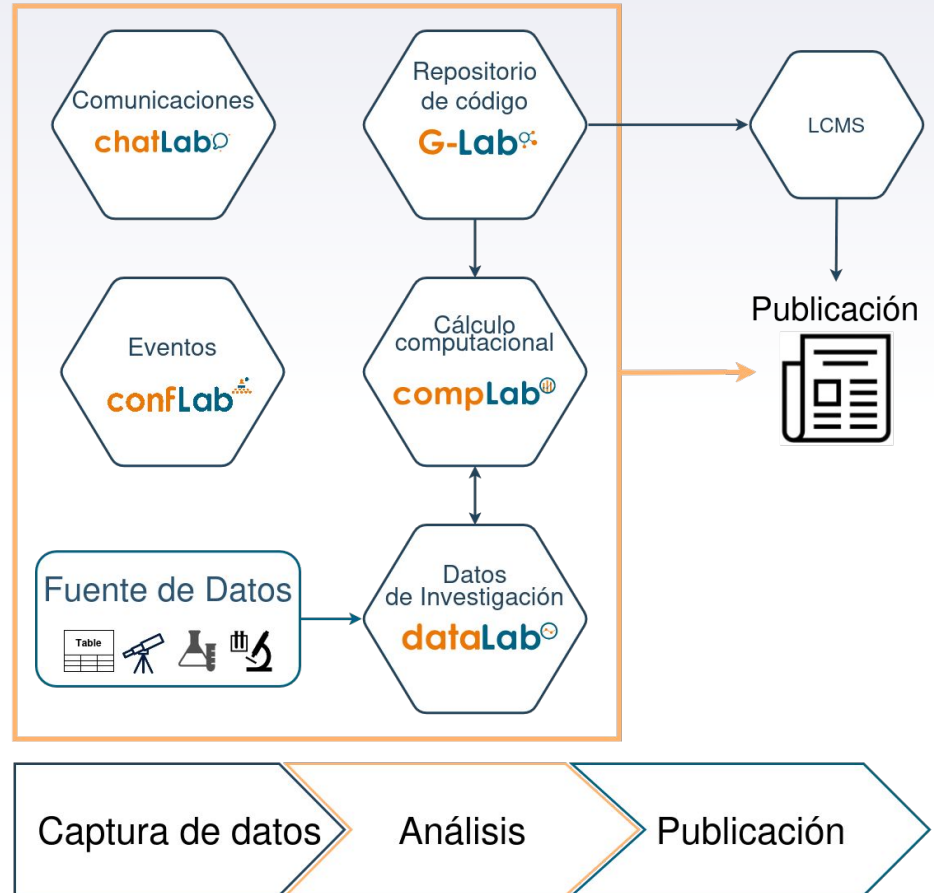 Comunicaciones
chatLab
Repositorio
de código
G-Lab
LCMS
Eventos
confLab
Cálculo
computacional
compLab
Publicación
Fuente de Datos
Table
Datos
de Investigación
dataLab
Captura de datos
Análisis
Publicación